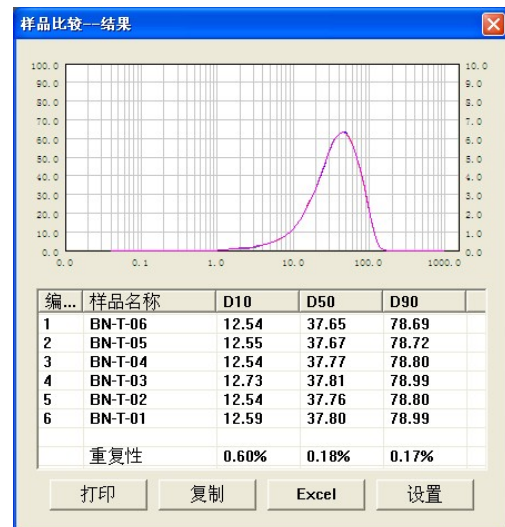 样品比较--结果
100.0 10.0
90.0 9.0
80.0 8.0
70.0 7.0
60.0 6.0
50.0 5.0
40.0 4.0
30.0 3.0
20.0 2.0
10.0 1.0
0.0 0.0
0.0 0.1 1.0 10.0 100.0 1000.0
编... 样品名称 D10 D50 D90
1 BN-T-06 12.54 37.65 78.69
2 BN-T-05 12.55 37.67 78.72
3 BN-T-04 12.54 37.77 78.80
4 BN-T-03 12.73 37.81 78.99
5 BN-T-02 12.54 37.76 78.80
6 BN-T-01 12.59 37.80 78.99
重复性 0.60% 0.18% 0.17%
打印 复制 Excel 设置